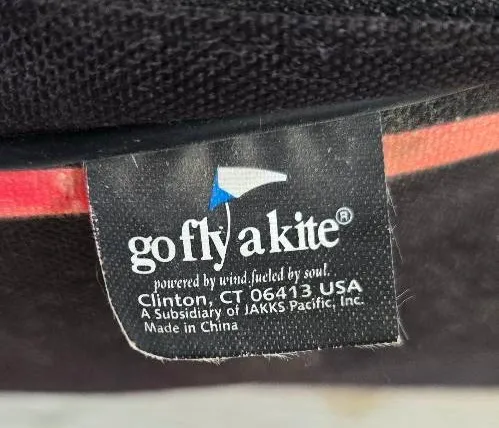 go fly a kite®
powered by wind.fueled by soul.
Clinton, CT 06413 USA
A Subsidiary of JAKKS Pacific, Inc.
Made in China